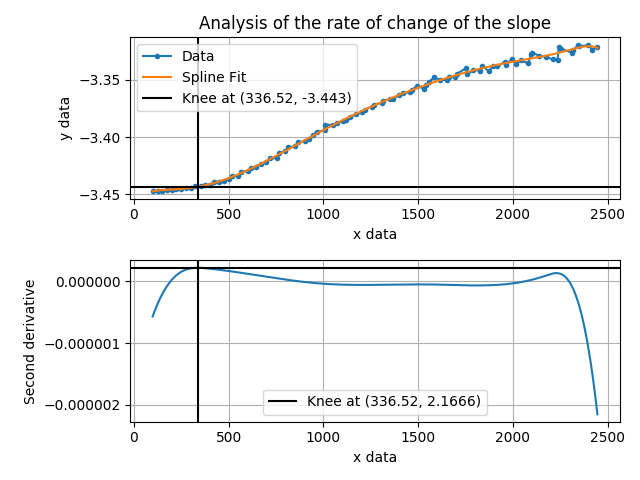 Analysis of the rate of change of the slope
Data
Spline Fit
Knee at (336.52, -3.443)
y data
−3.35
−3.40
−3.45
0 500 1000 1500 2000 2500
x data
Second derivative
0.000000
−0.000001
−0.000002
Knee at (336.52, 2.1666)
0 500 1000 1500 2000 2500
x data